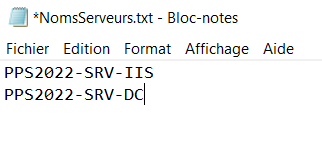 *NomsServeurs.txt - Bloc-notes
Fichier Edition Format Affichage Aide
PPS2022-SRV-IIS
PPS2022-SRV-DC